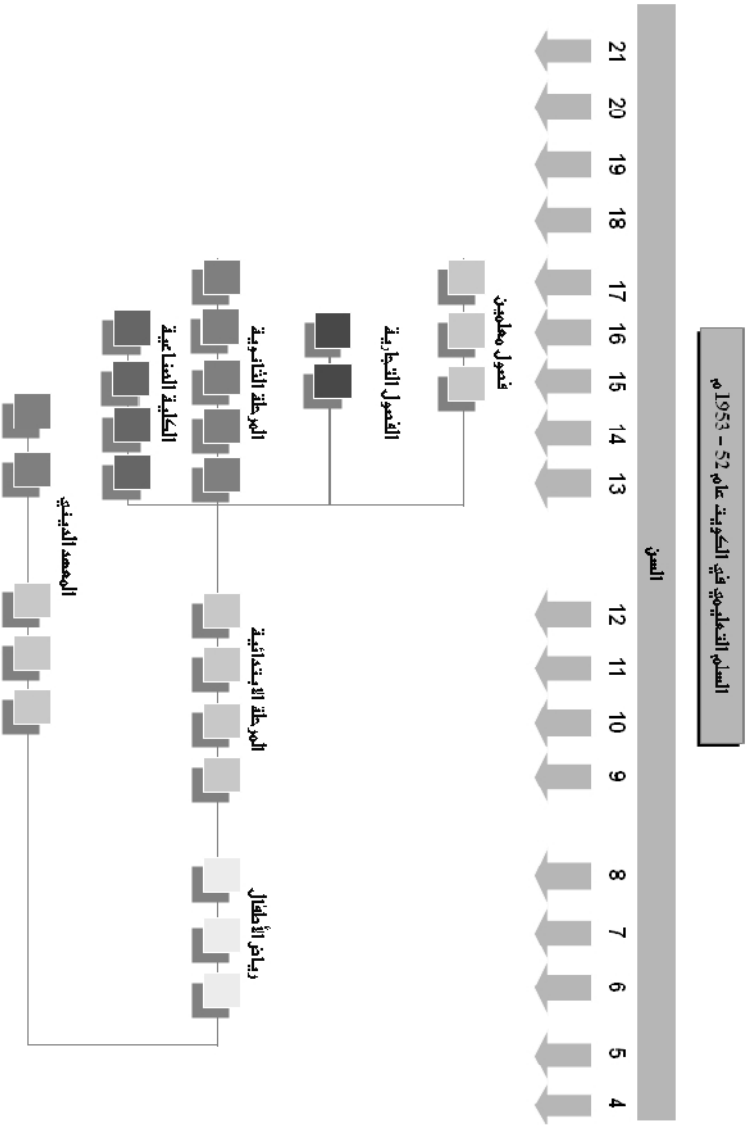 السلم التعليمي في الكويت عام 52 – 1953 م
السن
21
20
19
18
17
16
15
14
13
12
11
10
9
8
7
6
5
4
فصول معلمين
الفصول التجارية
المرحلة الثانوية
المرحلة الابتدائية
رياض الأطفال
الكلية الصناعية
المعهد الديني